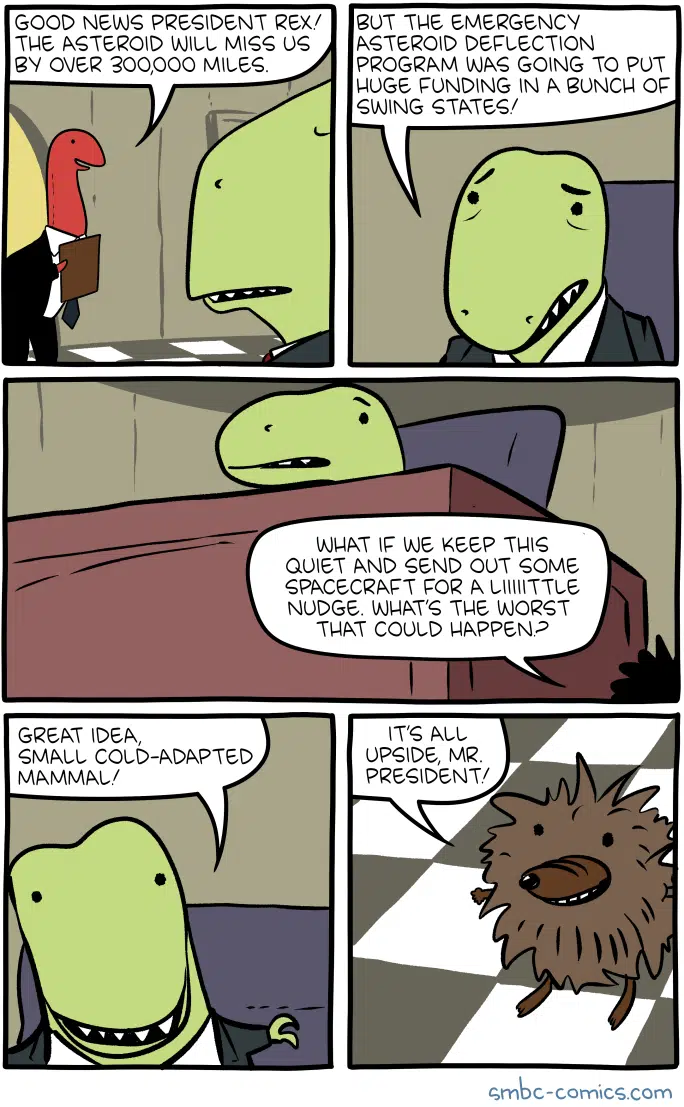 GOOD NEWS PRESIDENT REX!
THE ASTEROID WILL MISS US
BY OVER 300,000 MILES.
BUT THE EMERGENCY
ASTEROID DEFLECTION
PROGRAM WAS GOING TO PUT
HUGE FUNDING IN A BUNCH OF
SWING STATES!
WHAT IF WE KEEP THIS
QUIET AND SEND OUT SOME
SPACECRAFT FOR A LIIIIITTLE
NUDGE. WHAT'S THE WORST
THAT COULD HAPPEN?
GREAT IDEA,
SMALL COLD-ADAPTED
MAMMAL!
IT'S ALL
UPSIDE, MR.
PRESIDENT!
smbc-comics.com